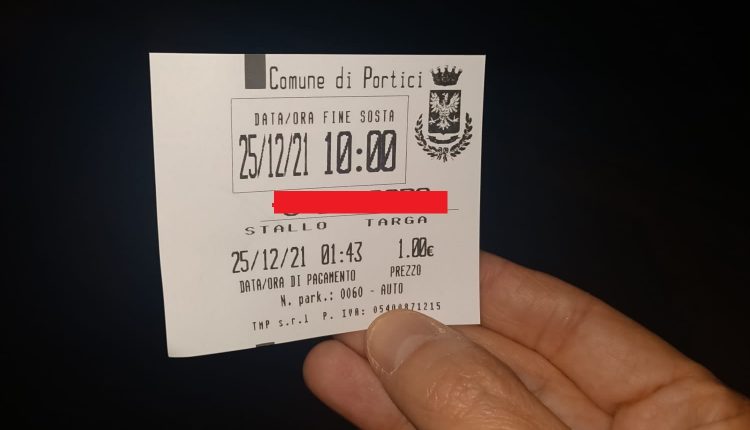 Comune di Portici
DATA/ORA FINE SOSTA
25/12/21 10:00
STALLO TARGA
25/12/21 01:43 1.00€
DATA/ORA DI PAGAMENTO PREZZO
N. park.: 0060 - AUTO
TMP s.r.l P. IVA: 05400871215